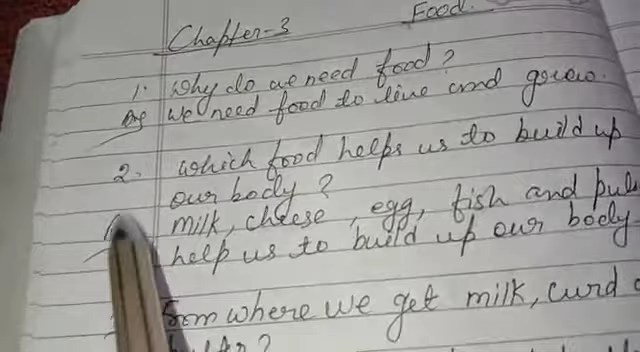 Chapter-3 Food.
1. Why do we need food?
Ans We need food to live and grow.
2. which food helps us to build up
our body?
milk, cheese, egg, fish and
help us to build up our body
from where we get milk, curd